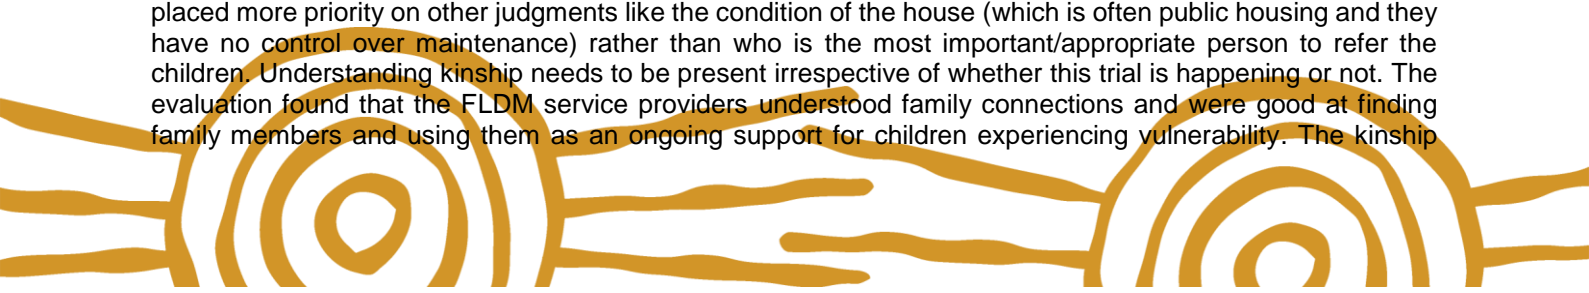 placed more priority on other judgments like the condition of the house (which is often public housing and they
have no control over maintenance) rather than who is the most important/appropriate person to refer the
children. Understanding kinship needs to be present irrespective of whether this trial is happening or not. The
evaluation found that the FLDM service providers understood family connections and were good at finding
family members and using them as an ongoing support for children experiencing vulnerability. The kinship